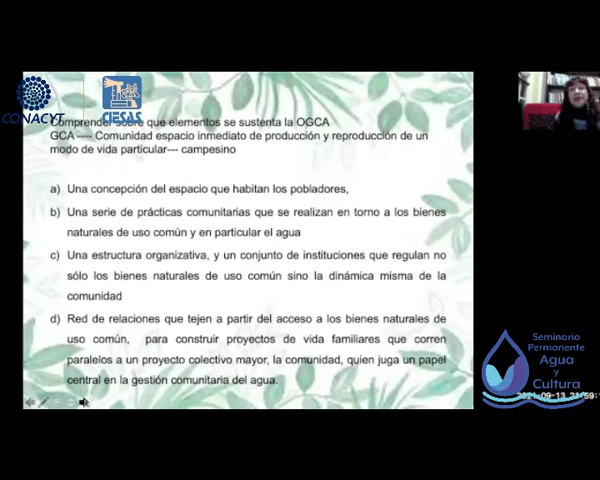 CONACYT
CIESAS
Comprender sobre que elementos se sustenta la OGCA
GCA ---- Comunidad espacio inmediato de producción y reproducción de un
modo de vida particular--- campesino
a) Una concepción del espacio que habitan los pobladores,
b) Una serie de prácticas comunitarias que se realizan en torno a los bienes
naturales de uso común y en particular el agua
c) Una estructura organizativa, y un conjunto de instituciones que regulan no
sólo los bienes naturales de uso común sino la dinámica misma de la
comunidad
d) Red de relaciones que tejen a partir del acceso a los bienes naturales de
uso común, para construir proyectos de vida familiares que corren
paralelos a un proyecto colectivo mayor, la comunidad, quien juga un papel
central en la gestión comunitaria del agua.
Seminario
Permanente
Agua
y
Cultura
2021-09-13 21:59: